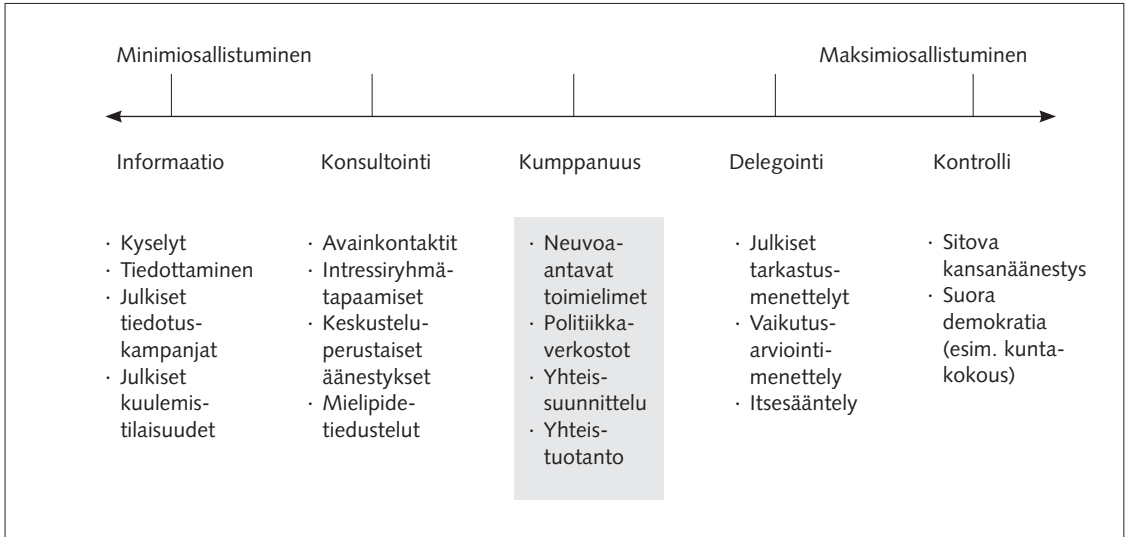 Minimiosallistuminen
Maksimiosallistuminen
Informaatio
Konsultointi
Kumppanuus
Delegointi
Kontrolli
· Kyselyt
· Tiedottaminen
· Julkiset
tiedotus-
kampanjat
· Julkiset
kuulemis-
tilaisuudet
· Avainkontaktit
· Intressiryhmä-
tapaamiset
· Keskustelu-
perustaiset
äänestykset
· Mielipide-
tiedustelut
· Neuvoa-
antavat
toimielimet
· Politiikka-
verkostot
· Yhteis-
suunnittelu
· Yhteis-
tuotanto
· Julkiset
tarkastus-
menettelyt
· Vaikutus-
arviointi-
menettely
· Itsesääntely
· Sitova
kansanäänestys
· Suora
demokratia
(esim. kunta-
kokous)